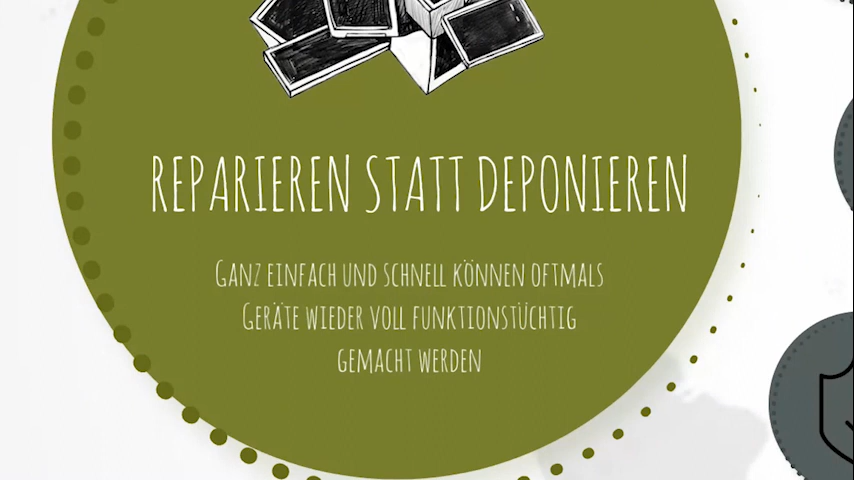 REPARIEREN STATT DEPONIEREN
GANZ EINFACH UND SCHNELL KÖNNEN OFTMALS
GERÄTE WIEDER VOLL FUNKTIONSTÜCHTIG
GEMACHT WERDEN